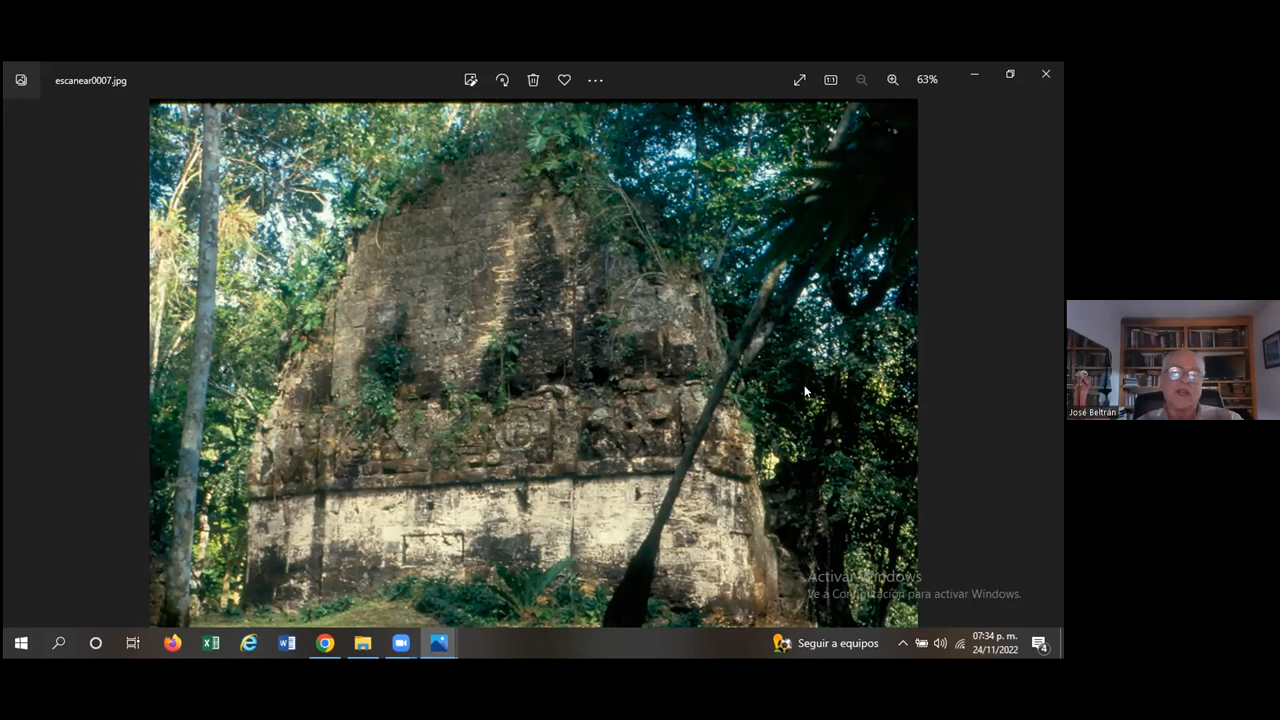 escanear0007.jpg
63%
José Beltrán
Activar Windows
Ve a Configuración para activar Windows.
Seguir a equipos
07:34 p. m.
24/11/2022
4